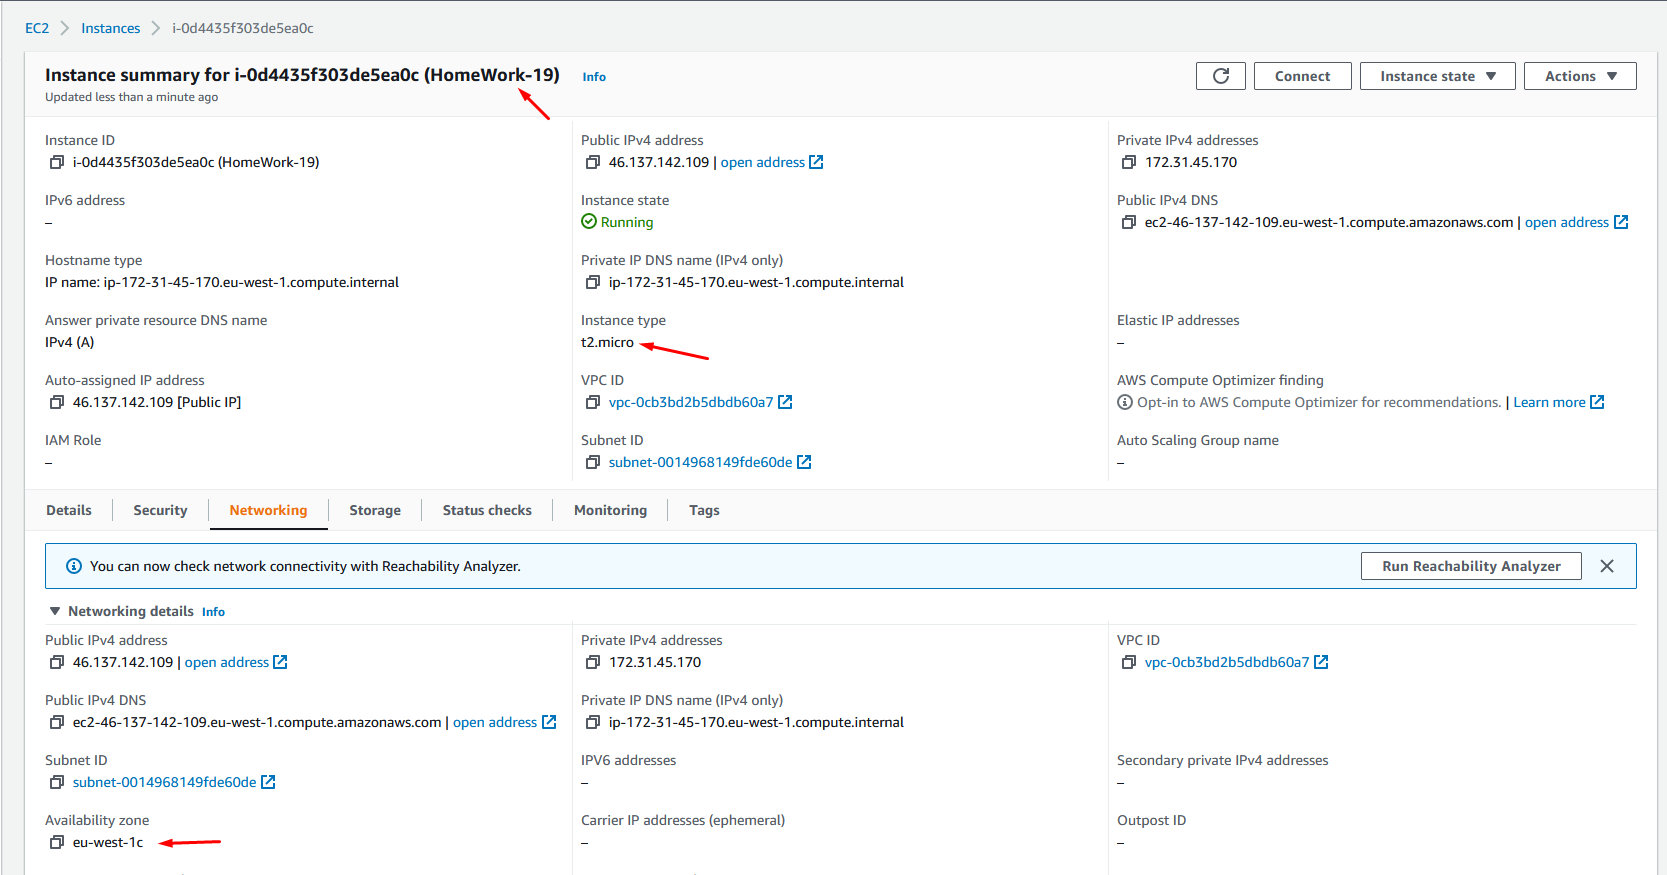 EC2 Instances i-0d4435f303de5ea0c
Instance summary for i-0d4435f303de5ea0c (HomeWork-19) Info
Updated less than a minute ago
Connect
Instance state
Actions
Instance ID
i-0d4435f303de5ea0c (HomeWork-19)
Public IPv4 address
46.137.142.109 | open address
Private IPv4 addresses
172.31.45.170
IPv6 address
–
Instance state
Running
Public IPv4 DNS
ec2-46-137-142-109.eu-west-1.compute.amazonaws.com | open address
Hostname type
IP name: ip-172-31-45-170.eu-west-1.compute.internal
Private IP DNS name (IPv4 only)
ip-172-31-45-170.eu-west-1.compute.internal
Answer private resource DNS name
IPv4 (A)
Instance type
t2.micro
Elastic IP addresses
–
Auto-assigned IP address
46.137.142.109 [Public IP]
VPC ID
vpc-0cb3bd2b5dbdb60a7
AWS Compute Optimizer finding
Opt-in to AWS Compute Optimizer for recommendations. | Learn more
IAM Role
–
Subnet ID
subnet-0014968149fde60de
Auto Scaling Group name
–
Details
Security
Networking
Storage
Status checks
Monitoring
Tags
You can now check network connectivity with Reachability Analyzer.
Run Reachability Analyzer
Networking details Info
Public IPv4 address
46.137.142.109 | open address
Private IPv4 addresses
172.31.45.170
VPC ID
vpc-0cb3bd2b5dbdb60a7
Public IPv4 DNS
ec2-46-137-142-109.eu-west-1.compute.amazonaws.com | open address
Private IP DNS name (IPv4 only)
ip-172-31-45-170.eu-west-1.compute.internal
Subnet ID
subnet-0014968149fde60de
IPV6 addresses
–
Secondary private IPv4 addresses
–
Availability zone
eu-west-1c
Carrier IP addresses (ephemeral)
–
Outpost ID
–